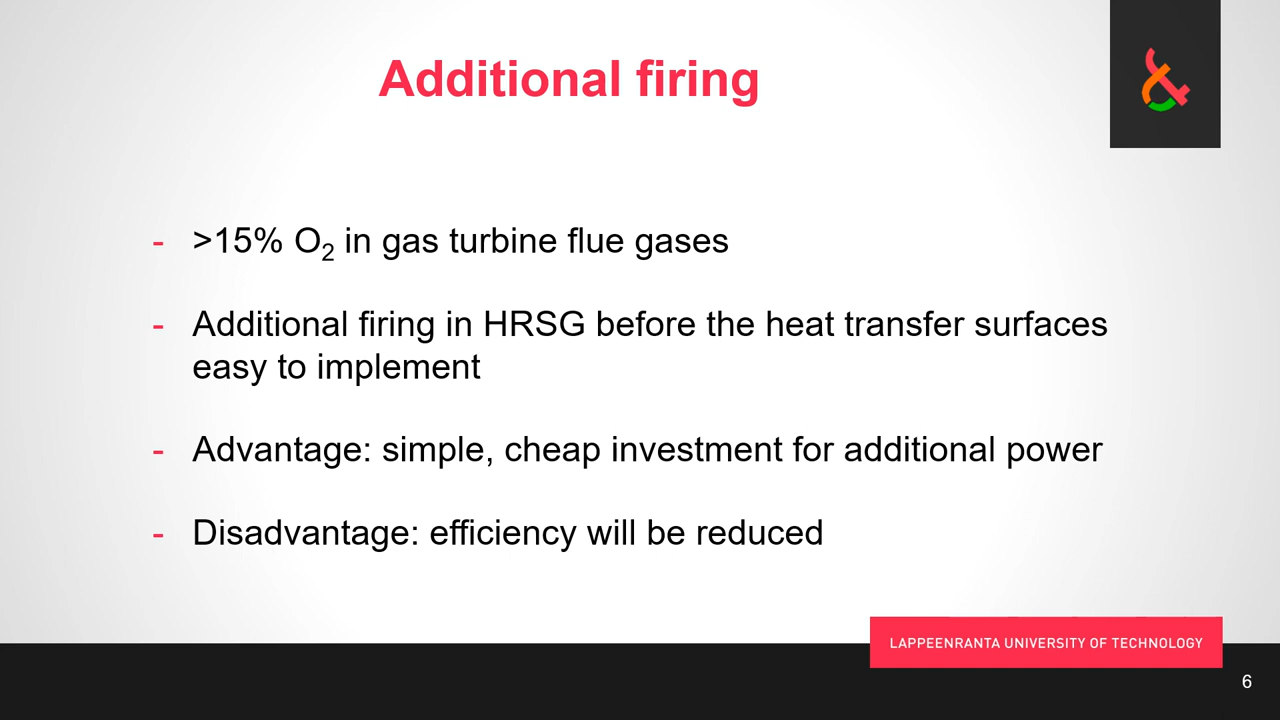 Additional firing
- >15% O₂ in gas turbine flue gases
- Additional firing in HRSG before the heat transfer surfaces
easy to implement
- Advantage: simple, cheap investment for additional power
- Disadvantage: efficiency will be reduced
LAPPEENRANTA UNIVERSITY OF TECHNOLOGY
6